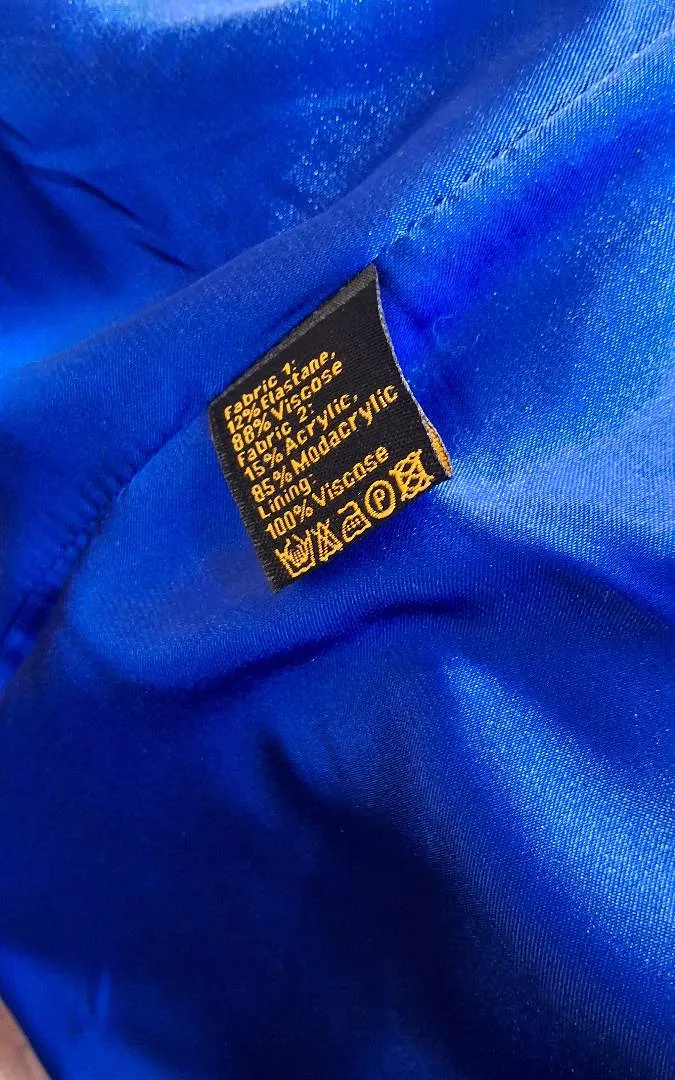 Fabric 1:
12% Elastane,
88% Viscose
Fabric 2:
15% Acrylic,
85% Modacrylic
Lining:
100% Viscose
P